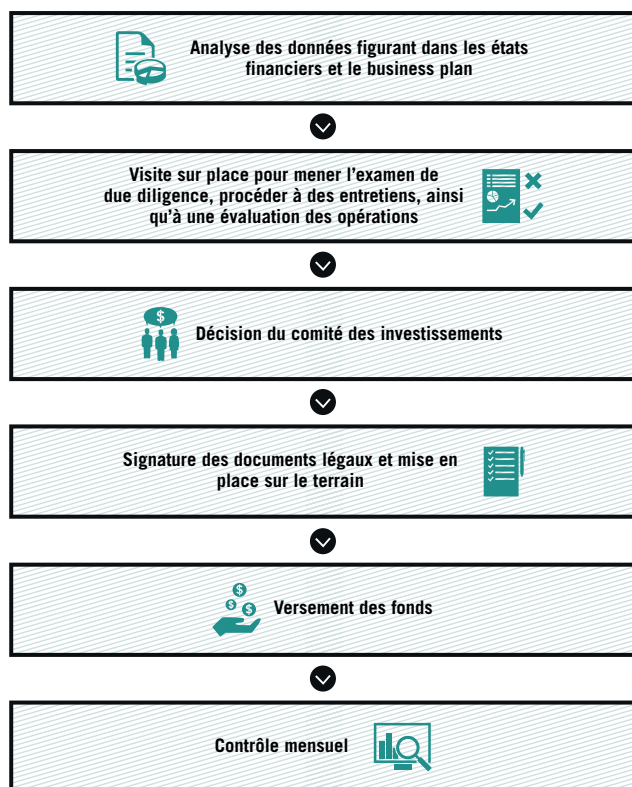 Analyse des données figurant dans les états
financiers et le business plan
Visite sur place pour mener l'examen de
due diligence, procéder à des entretiens, ainsi
qu'à une évaluation des opérations
$
Décision du comité des investissements
Signature des documents légaux et mise en
place sur le terrain
$
$ $
Versement des fonds
Contrôle mensuel